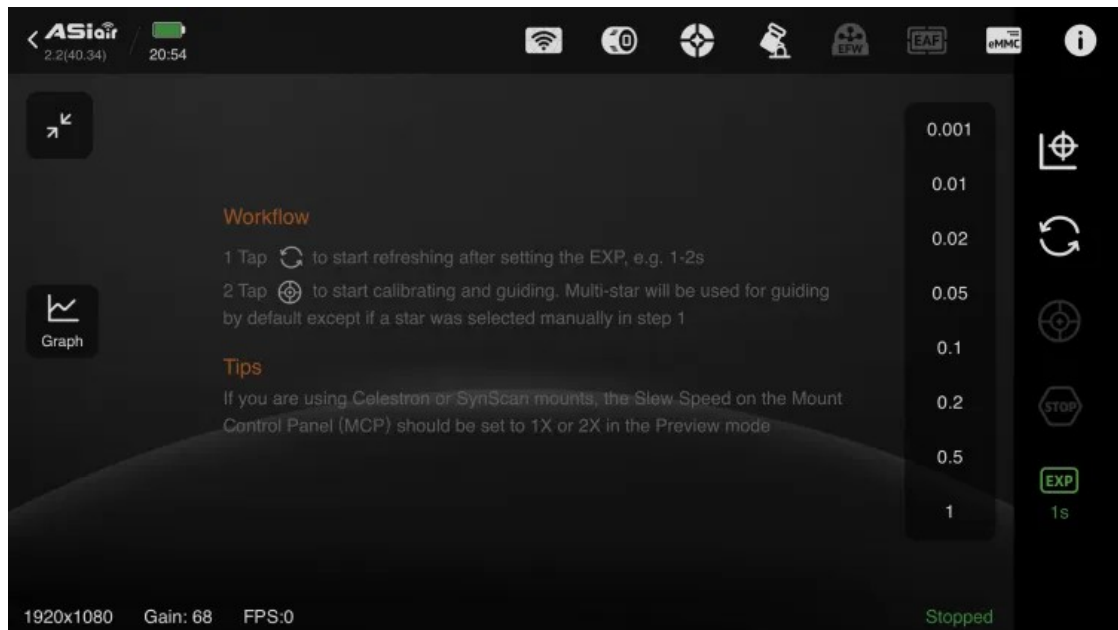 ASiair
2.2(40.34)
20:54
EFW
EAF
eMMC
0.001
0.01
0.02
0.05
0.1
0.2
0.5
1
Workflow
1 Tap to start refreshing after setting the EXP, e.g. 1-2s
2 Tap to start calibrating and guiding. Multi-star will be used for guiding
by default except if a star was selected manually in step 1
Graph
Tips
If you are using Celestron or SynScan mounts, the Slew Speed on the Mount
Control Panel (MCP) should be set to 1X or 2X in the Preview mode
STOP
EXP
1s
1920x1080 Gain: 68 FPS:0
Stopped